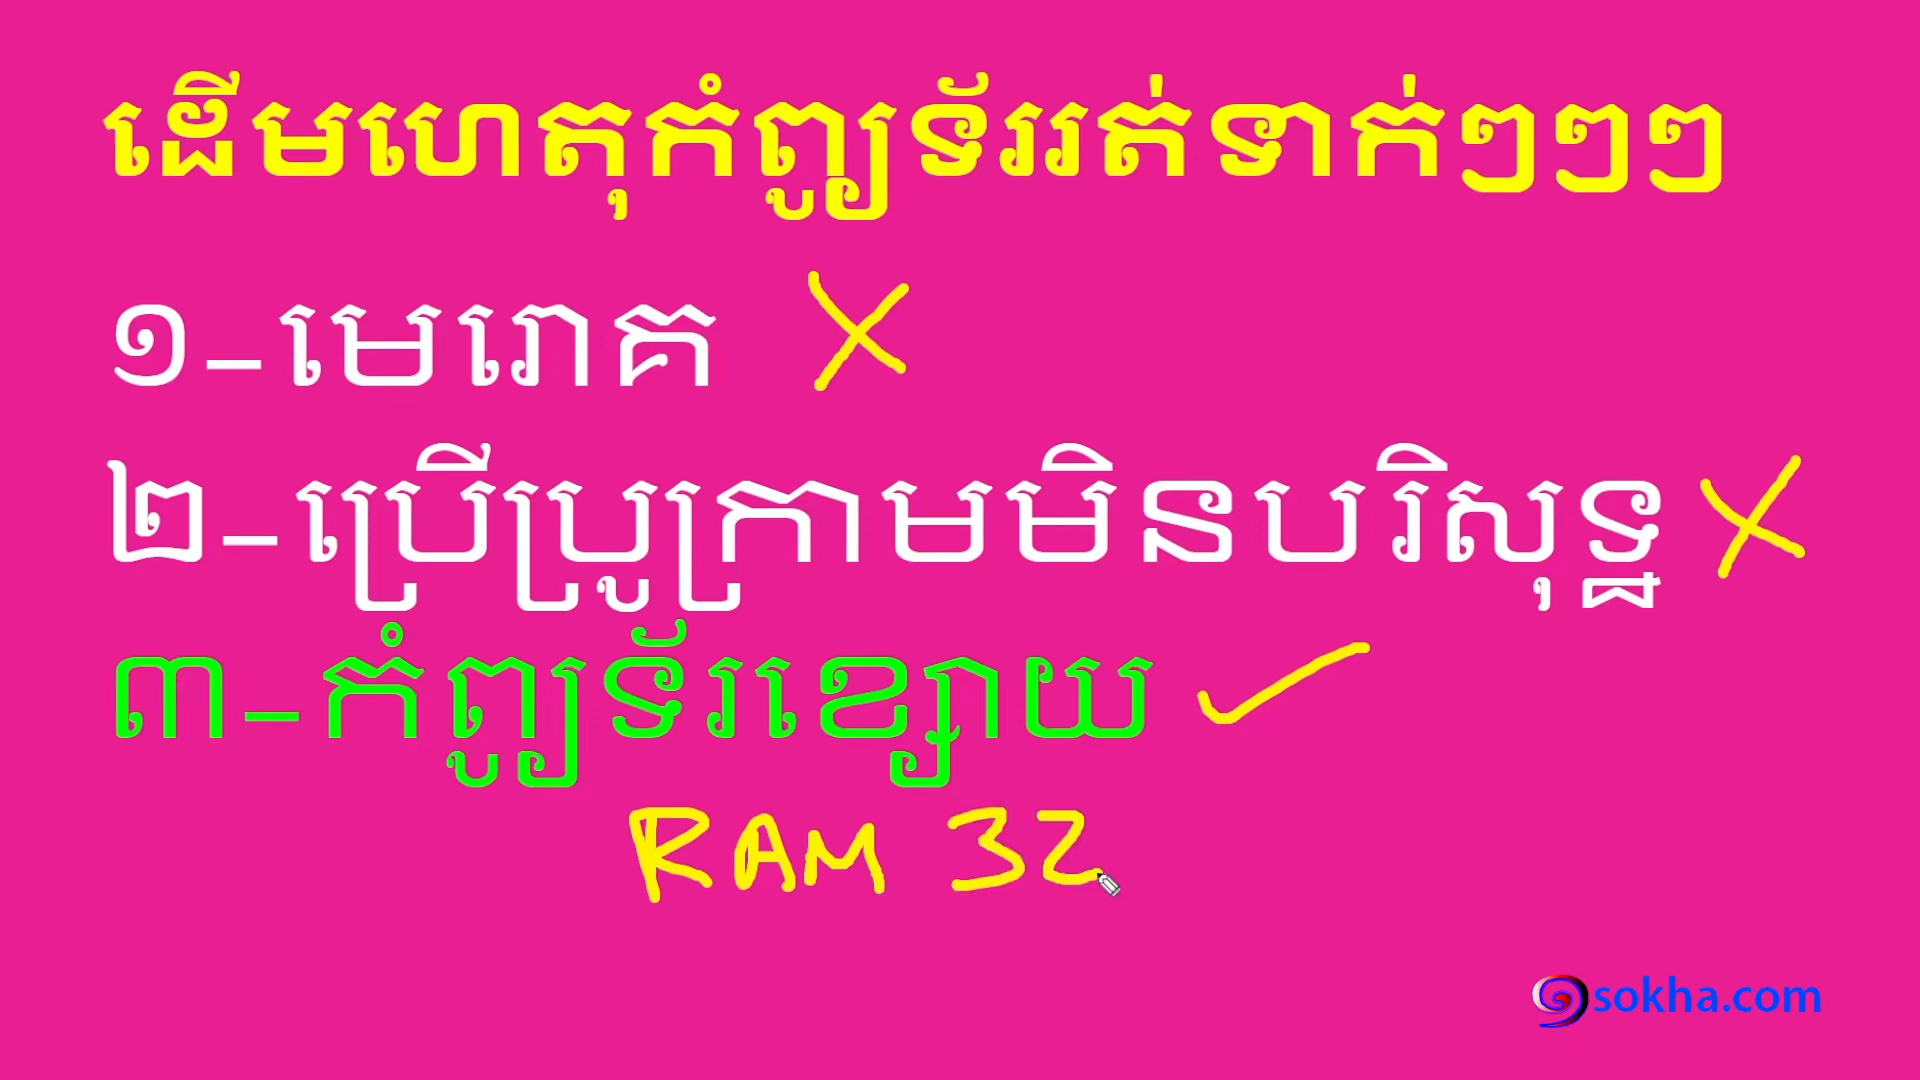 ដើមហេតុកំពូ្យទ័ររត់ទាក់ៗៗៗ
១-មេរោគ
២-ប្រើប្រូក្រាមមិនបរិសុទ្ធ
៣-កំពូ្យទ័រខ្សោយ
RAM 32
sokha.com